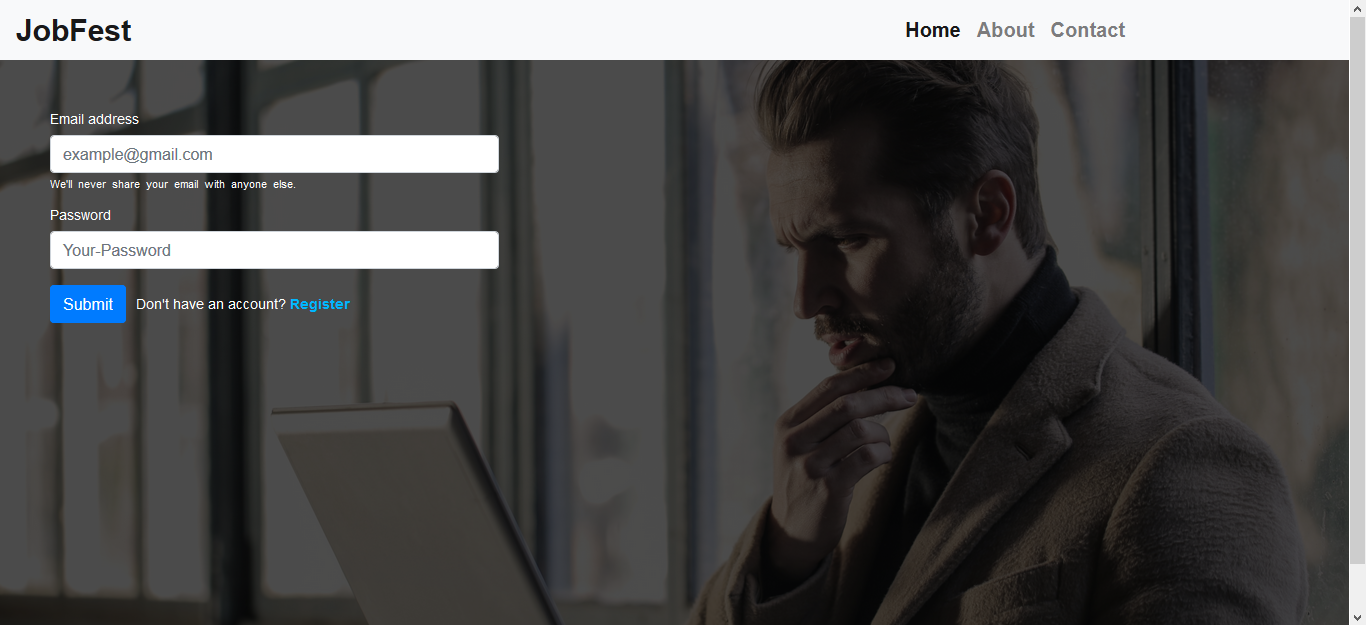 JobFest
Home About Contact
Email address
example@gmail.com
We'll never share your email with anyone else.
Password
Your-Password
Submit Don't have an account? Register